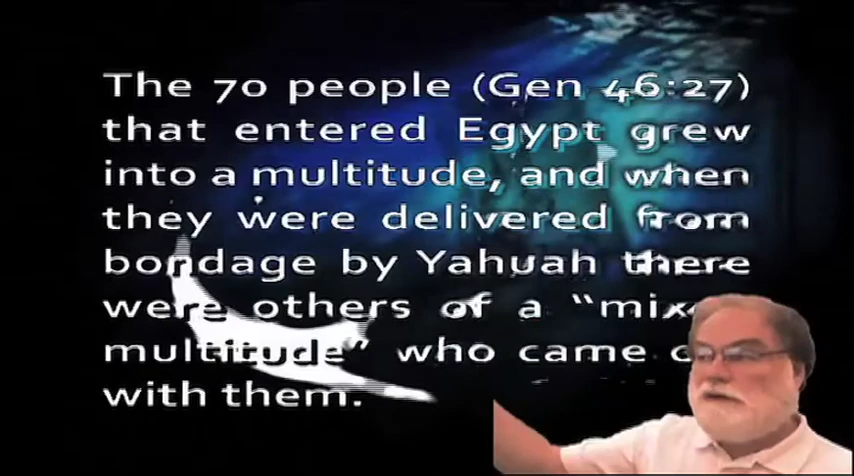 The 70 people (Gen 46:27)
that entered Egypt grew
into a multitude, and when
they were delivered from
bondage by Yahuah there
were others of a “mix
multitude” who came
with them.